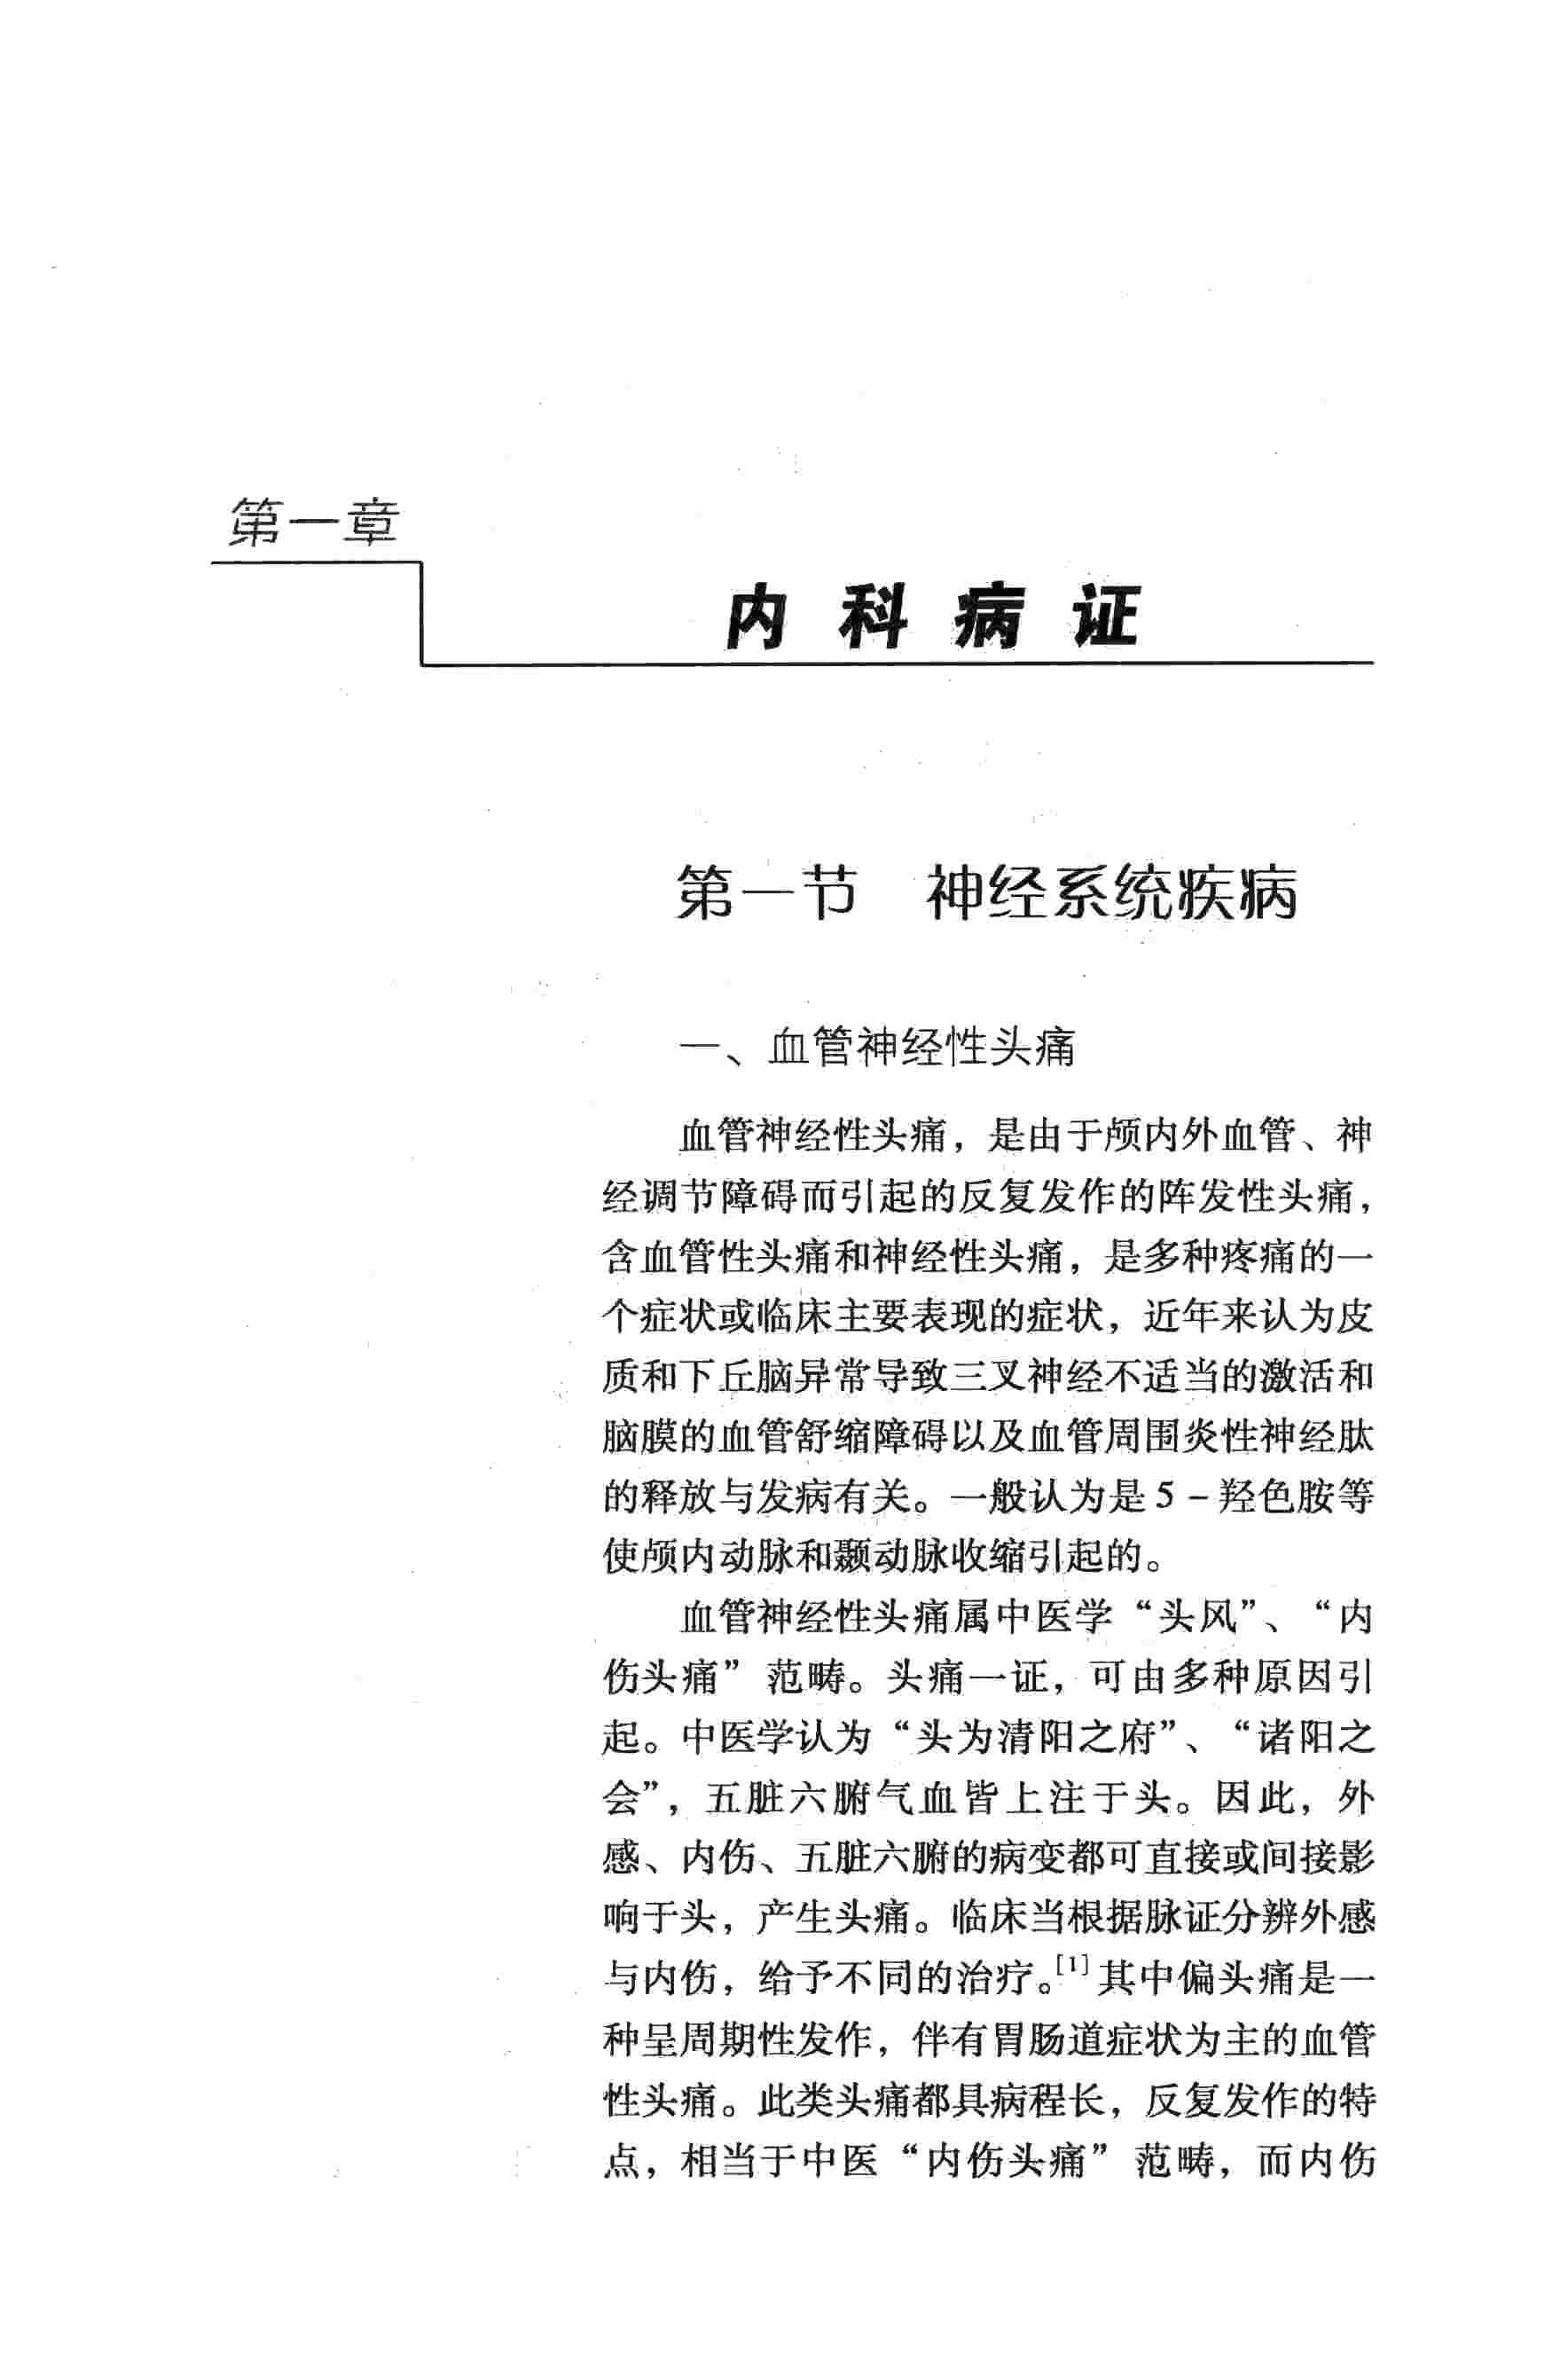 第一章
内科病证
第一节 神经系统疾病
一、血管神经性头痛
血管神经性头痛，是由于颅内外血管、神
经调节障碍而引起的反复发作的阵发性头痛，
含血管性头痛和神经性头痛，是多种疼痛的一
个症状或临床主要表现的症状，近年来认为皮
质和下丘脑异常导致三叉神经不适当的激活和
脑膜的血管舒缩障碍以及血管周围炎性神经肽
的释放与发病有关。一般认为是5-羟色胺等
使颅内动脉和颞动脉收缩引起的。
血管神经性头痛属中医学“头风”、“内
伤头痛”范畴。头痛一证，可由多种原因引
起。中医学认为“头为清阳之府”、“诸阳之
会”，五脏六腑气血皆上注于头。因此，外
感、内伤、五脏六腑的病变都可直接或间接影
响于头，产生头痛。临床当根据脉证分辨外感
与内伤，给予不同的治疗。[1]其中偏头痛是一
种呈周期性发作，伴有胃肠道症状为主的血管
性头痛。此类头痛都具病程长，反复发作的特
点，相当于中医“内伤头痛”范畴，而内伤